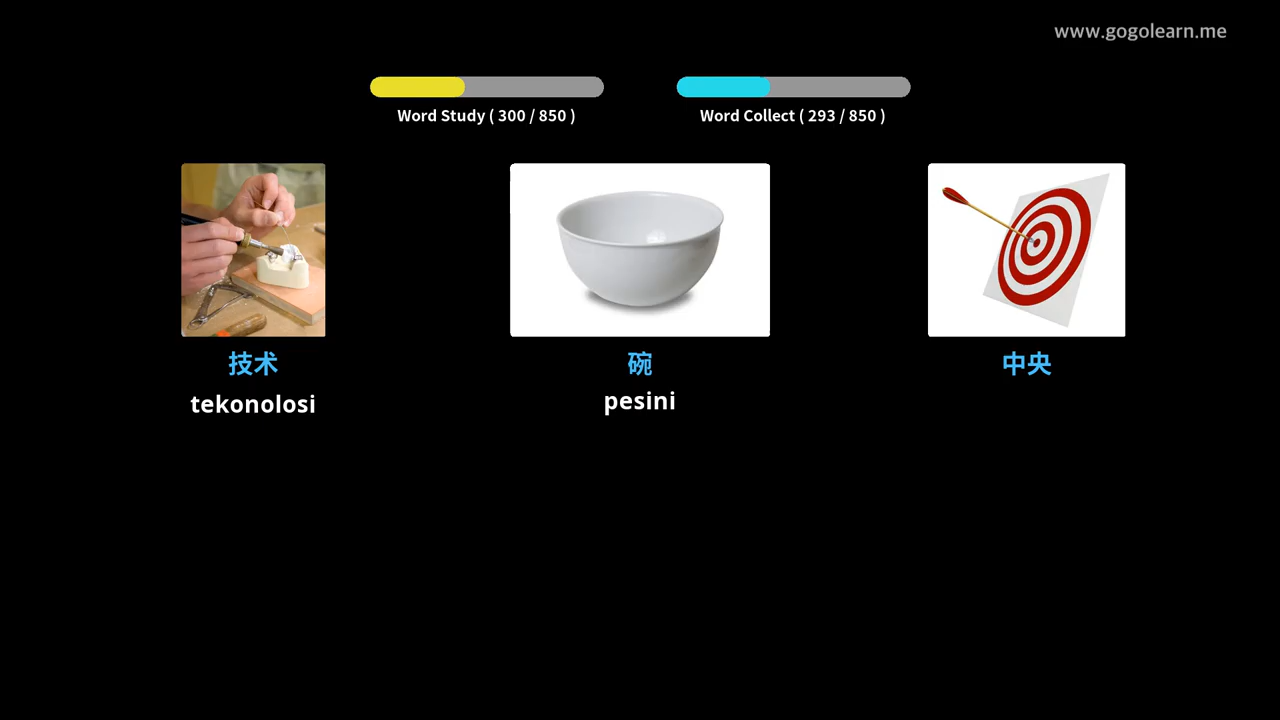 www.gogolearn.me
Word Study ( 300 / 850 )
Word Collect ( 293 / 850 )
技术
碗
中央
tekonolosi
pesini